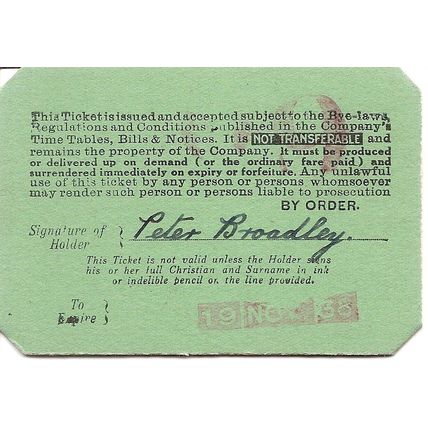 This Ticket is issued and accepted subject to the Bye-laws,
Regulations and Conditions published in the Company's
Time Tables, Bills & Notices. It is NOT TRANSFERABLE and
remains the property of the Company. It must be produced
or delivered up on demand (or the ordinary fare paid) and
surrendered immediately on expiry or forfeiture. Any unlawful
use of this ticket by any person or persons whomsoever
may render such person or persons liable to prosecution
BY ORDER.
Signature of Holder } Peter Broadley.
This Ticket is not valid unless the Holder signs
his or her full Christian and Surname in ink
or indelible pencil on the line provided.
To Expire } 19 Nov 35